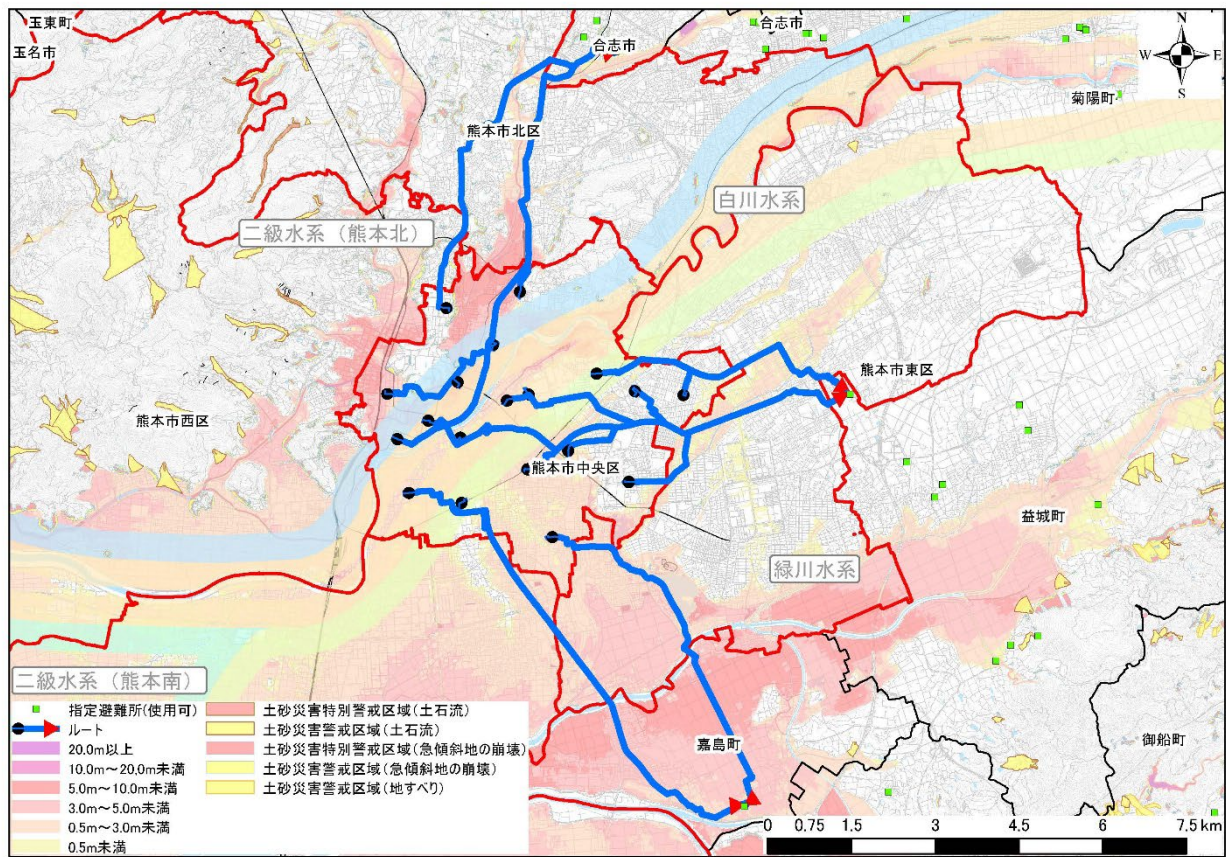 玉東町
玉名市
合志市
合志市
N
W
E
S
菊陽町
熊本市北区
白川水系
二級水系（熊本北）
熊本市東区
熊本市西区
熊本市中央区
益城町
緑川水系
二級水系（熊本南）
嘉島町
御船町
指定避難所(使用可)
ルート
20.0m以上
10.0m～20.0m未満
5.0m～10.0m未満
3.0m～5.0m未満
0.5m～3.0m未満
0.5m未満
土砂災害特別警戒区域(土石流)
土砂災害警戒区域(土石流)
土砂災害特別警戒区域(急傾斜地の崩壊)
土砂災害警戒区域(急傾斜地の崩壊)
土砂災害警戒区域(地すべり)
0 0.75 1.5 3 4.5 6 7.5 km